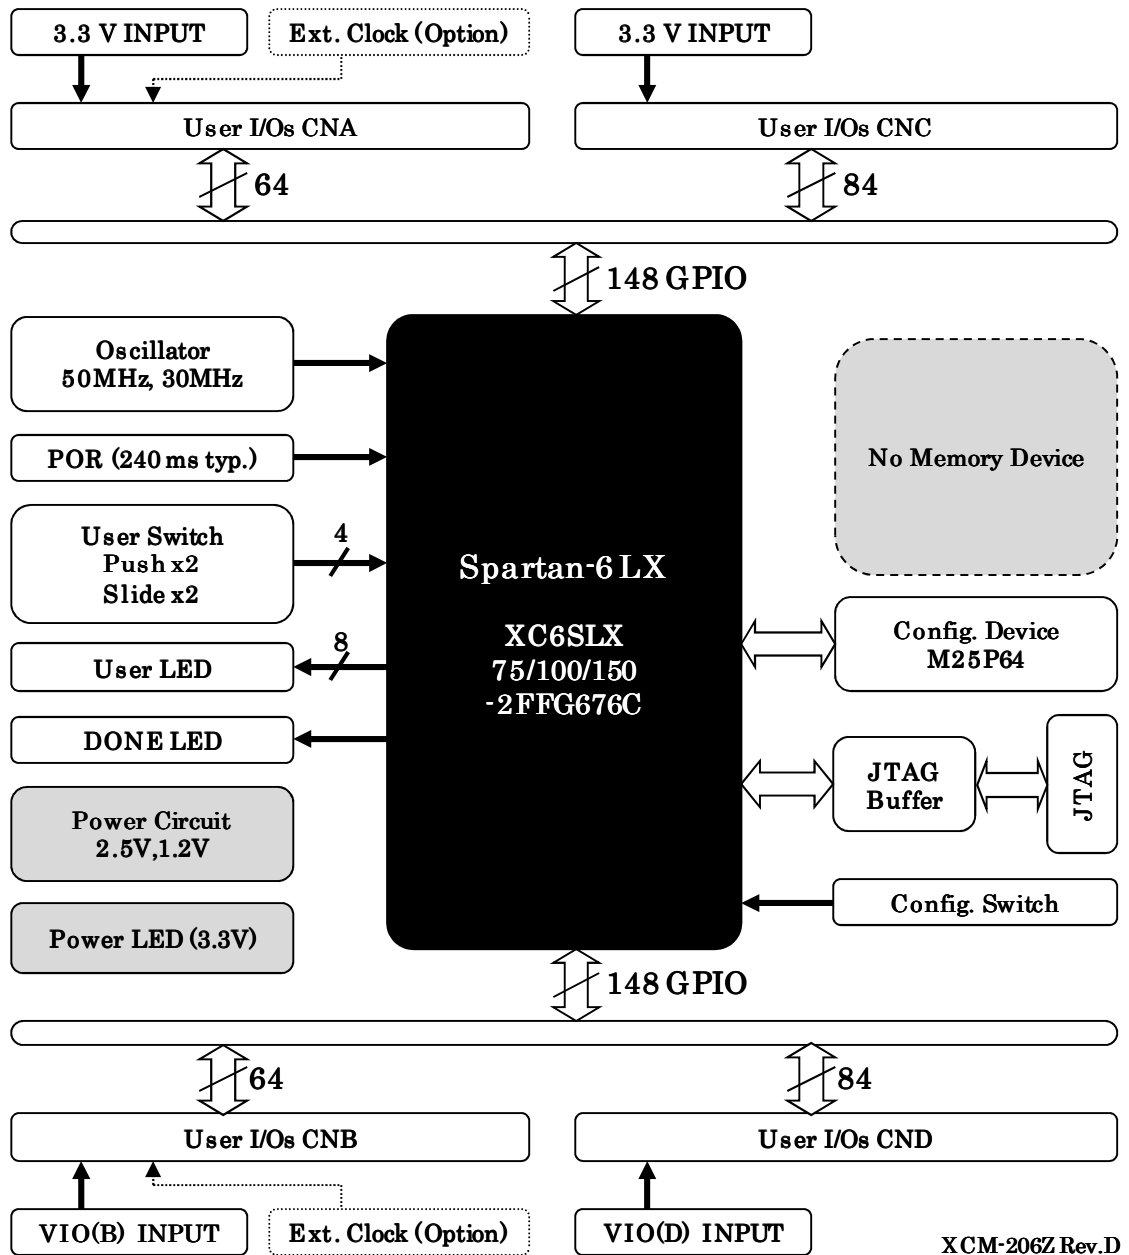 3.3 V INPUT
Ext. Clock (Option)
3.3 V INPUT
User I/Os CNA
User I/Os CNC
64
84
148 GPIO
Oscillator
50MHz, 30MHz
POR (240 ms typ.)
User Switch
Push x2
Slide x2
4
User LED
8
DONE LED
Power Circuit
2.5V,1.2V
Power LED (3.3V)
Spartan-6 LX
XC6SLX
75/100/150
-2FFG676C
No Memory Device
Config. Device
M25P64
JTAG
Buffer
JTAG
Config. Switch
148 GPIO
64
84
User I/Os CNB
User I/Os CND
VIO(B) INPUT
Ext. Clock (Option)
VIO(D) INPUT
XCM-206Z Rev.D